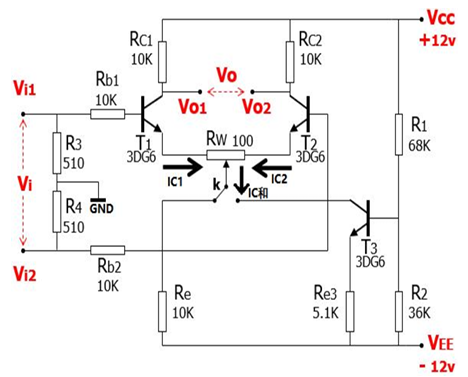 Vcc
+12v
RC1
10K
RC2
10K
Vo
Vo1
Vo2
Vi1
Rb1
10K
T1
3DG6
RW 100
T2
3DG6
R1
68K
R3
510
IC1
IC2
k
IC和
Vi
GND
R4
510
T3
3DG6
Vi2
Rb2
10K
Re
10K
Re3
5.1K
R2
36K
VEE
- 12v